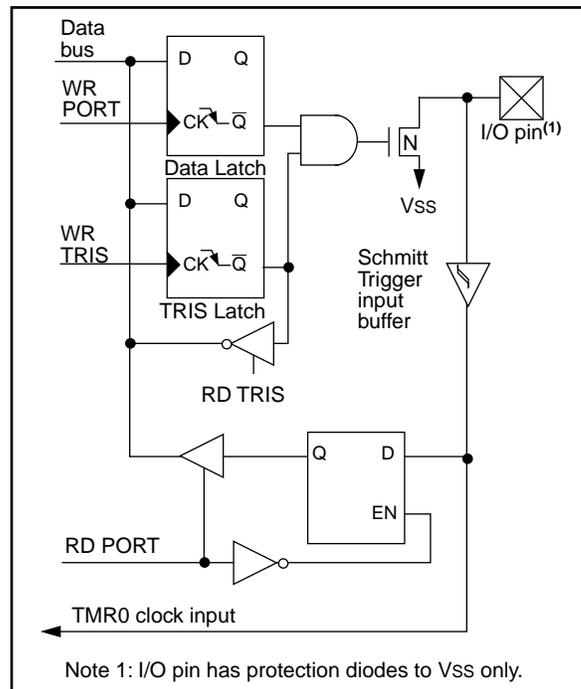 Data
bus
D Q
WR
PORT
CK Q
I/O pin(1)
N
Data Latch
VSS
D Q
WR
TRIS
CK Q
Schmitt
Trigger
input
buffer
TRIS Latch
RD TRIS
Q D
EN
RD PORT
TMR0 clock input
Note 1: I/O pin has protection diodes to VSS only.